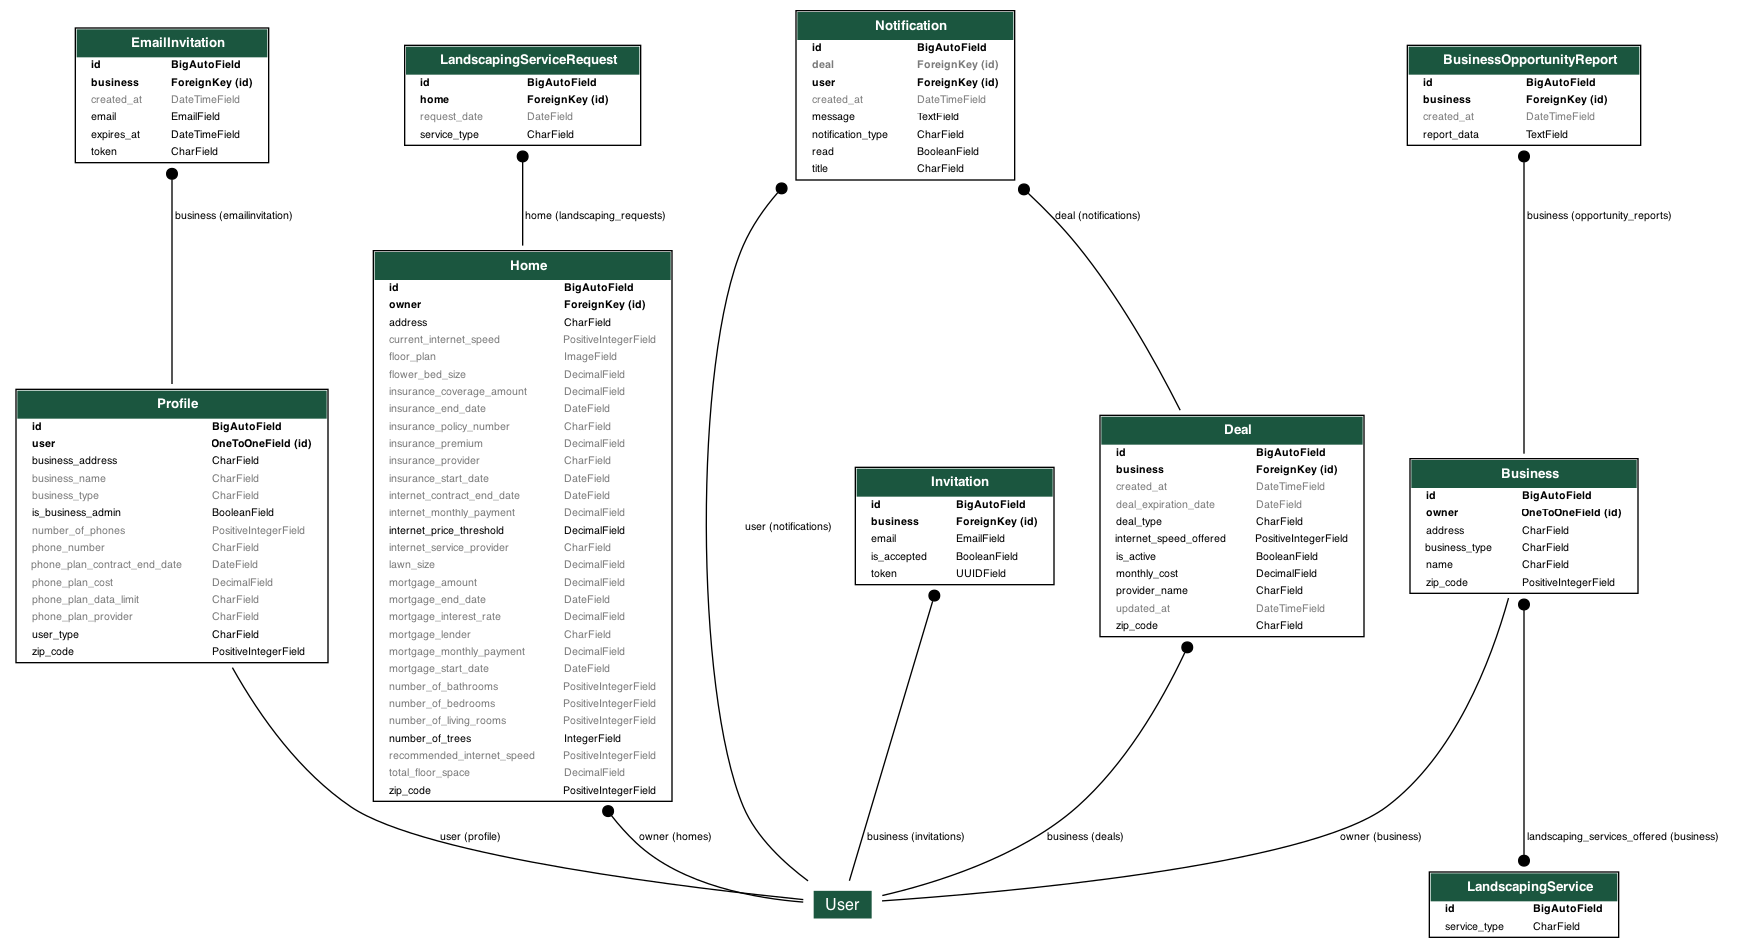 EmailInvitation
id BigAutoField
business ForeignKey (id)
created_at DateTimeField
email EmailField
expires_at DateTimeField
token CharField
LandscapingServiceRequest
id BigAutoField
home ForeignKey (id)
request_date DateField
service_type CharField
Notification
id BigAutoField
deal ForeignKey (id)
user ForeignKey (id)
created_at DateTimeField
message TextField
notification_type CharField
read BooleanField
title CharField
BusinessOpportunityReport
id BigAutoField
business ForeignKey (id)
created_at DateTimeField
report_data TextField
business (emailinvitation)
home (landscaping_requests)
deal (notifications)
business (opportunity_reports)
Profile
id BigAutoField
user OneToOneField (id)
business_address CharField
business_name CharField
business_type CharField
is_business_admin BooleanField
number_of_phones PositiveIntegerField
phone_number CharField
phone_plan_contract_end_date DateField
phone_plan_cost DecimalField
phone_plan_data_limit CharField
phone_plan_provider CharField
user_type CharField
zip_code PositiveIntegerField
Home
id BigAutoField
owner ForeignKey (id)
address CharField
current_internet_speed PositiveIntegerField
floor_plan ImageField
flower_bed_size DecimalField
insurance_coverage_amount DecimalField
insurance_end_date DateField
insurance_policy_number CharField
insurance_premium DecimalField
insurance_provider CharField
insurance_start_date DateField
internet_contract_end_date DateField
internet_monthly_payment DecimalField
internet_price_threshold DecimalField
internet_service_provider CharField
lawn_size DecimalField
mortgage_amount DecimalField
mortgage_end_date DateField
mortgage_interest_rate DecimalField
mortgage_lender CharField
mortgage_monthly_payment DecimalField
mortgage_start_date DateField
number_of_bathrooms PositiveIntegerField
number_of_bedrooms PositiveIntegerField
number_of_living_rooms PositiveIntegerField
number_of_trees IntegerField
recommended_internet_speed PositiveIntegerField
total_floor_space DecimalField
zip_code PositiveIntegerField
user (notifications)
Invitation
id BigAutoField
business ForeignKey (id)
email EmailField
is_accepted BooleanField
token UUIDField
Deal
id BigAutoField
business ForeignKey (id)
created_at DateTimeField
deal_expiration_date DateField
deal_type CharField
internet_speed_offered PositiveIntegerField
is_active BooleanField
monthly_cost DecimalField
provider_name CharField
updated_at DateTimeField
zip_code CharField
Business
id BigAutoField
owner OneToOneField (id)
address CharField
business_type CharField
name CharField
zip_code PositiveIntegerField
user (profile)
owner (homes)
business (invitations)
business (deals)
owner (business)
landscaping_services_offered (business)
User
LandscapingService
id BigAutoField
service_type CharField